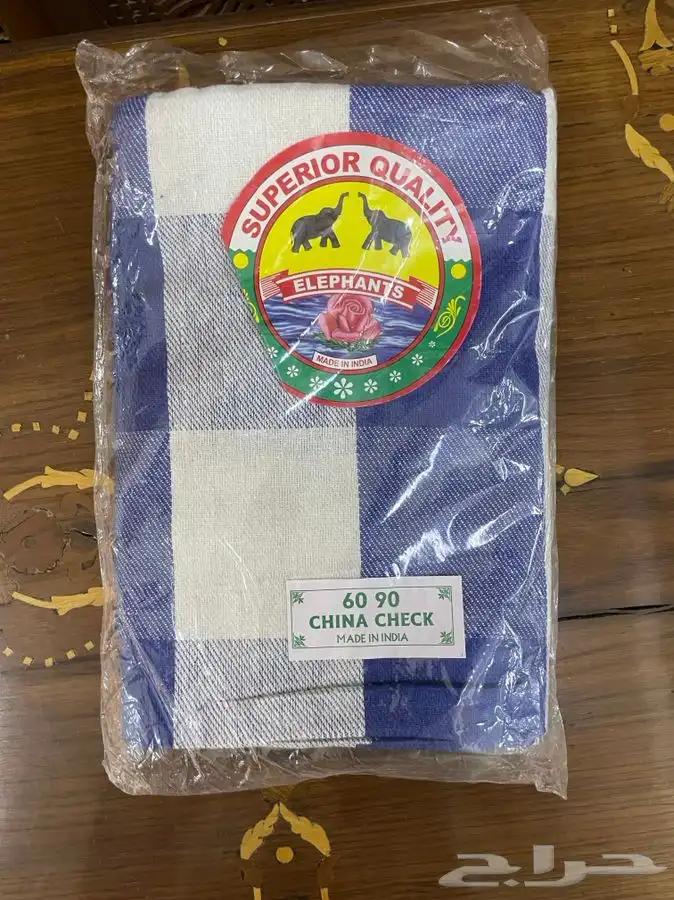 SUPERIOR QUALITY
ELEPHANTS
MADE IN INDIA
60 90
CHINA CHECK
MADE IN INDIA
حراج